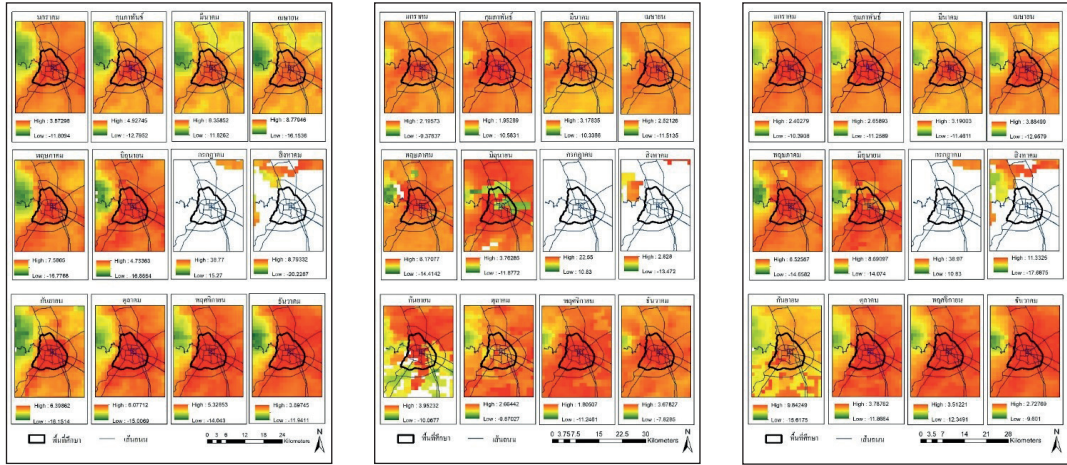 มกราคม
กุมภาพันธ์
มีนาคม
เมษายน
High : 3.87298
Low : -11.8094
High : 4.92745
Low : -12.7952
High : 6.35852
Low : -11.8262
High : 8.77946
Low : -16.1536
พฤษภาคม
มิถุนายน
กรกฎาคม
สิงหาคม
High : 7.5865
Low : -16.7766
High : 4.73365
Low : -16.8554
High : 38.77
Low : 15.27
High : 8.79332
Low : -20.2267
กันยายน
ตุลาคม
พฤศจิกายน
ธันวาคม
High : 6.39862
Low : -16.1514
High : 6.07712
Low : -15.0069
High : 5.32853
Low : -14.043
High : 3.69745
Low : -11.9411
พื้นที่ศึกษา
เส้นถนน
0 3 6 12 18 24
Kilometers
N
มกราคม
กุมภาพันธ์
มีนาคม
เมษายน
High : 2.19573
Low : -9.37837
High : 1.95289
Low : -10.5831
High : 3.17835
Low : -10.3386
High : 2.52126
Low : -11.5135
พฤษภาคม
มิถุนายน
กรกฎาคม
สิงหาคม
High : 6.17077
Low : -14.4142
High : 3.76285
Low : -11.8772
High : 22.65
Low : 10.83
High : 2.828
Low : -13.472
กันยายน
ตุลาคม
พฤศจิกายน
ธันวาคม
High : 3.95232
Low : -10.0677
High : 2.66442
Low : -8.87027
High : 1.80507
Low : -11.2461
High : 3.67827
Low : -7.8285
พื้นที่ศึกษา
เส้นถนน
0 3.75 7.5 15 22.5 30
Kilometers
N
มกราคม
กุมภาพันธ์
มีนาคม
เมษายน
High : 2.40279
Low : -10.3908
High : 2.65893
Low : -11.2569
High : 3.19003
Low : -11.4611
High : 3.88499
Low : -12.9579
พฤษภาคม
มิถุนายน
กรกฎาคม
สิงหาคม
High : 6.52567
Low : -14.6582
High : 8.69097
Low : -14.074
Low : 10.83
High : 11.3325
Low : -17.6675
กันยายน
ตุลาคม
พฤศจิกายน
ธันวาคม
High : 9.84249
High : 3.78762
Low : -11.8664
High : 3.51221
Low : -12.3491
High : 2.72769
Low : -9.601
พื้นที่ศึกษา
เส้นถนน
0 3.5 7 14 21 28
Kilometers
N